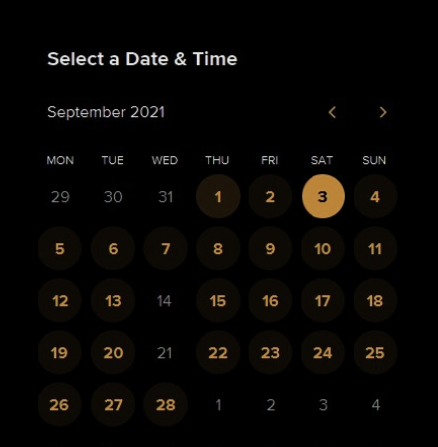 Select a Date & Time
September 2021
MON TUE WED THU FRI SAT SUN
29 30 31 1 2 3 4
5 6 7 8 9 10 11
12 13 14 15 16 17 18
19 20 21 22 23 24 25
26 27 28 1 2 3 4